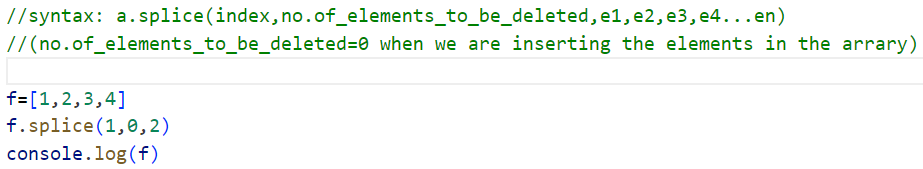 //syntax: a.splice(index,no.of_elements_to_be_deleted,e1,e2,e3,e4...en)
//(no.of_elements_to_be_deleted=0 when we are inserting the elements in the arrary)
f=[1,2,3,4]
f.splice(1,0,2)
console.log(f)